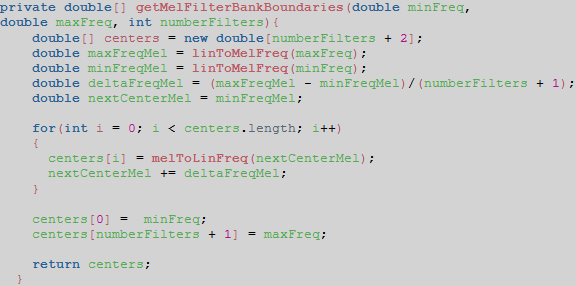 private double[] getMelFilterBankBoundaries(double minFreq,
double maxFreq, int numberFilters){
double[] centers = new double[numberFilters + 2];
double maxFreqMel = linToMelFreq(maxFreq);
double minFreqMel = linToMelFreq(minFreq);
double deltaFreqMel = (maxFreqMel - minFreqMel)/(numberFilters + 1);
double nextCenterMel = minFreqMel;
for(int i = 0; i < centers.length; i++)
{
centers[i] = melToLinFreq(nextCenterMel);
nextCenterMel += deltaFreqMel;
}
centers[0] = minFreq;
centers[numberFilters + 1] = maxFreq;
return centers;
}